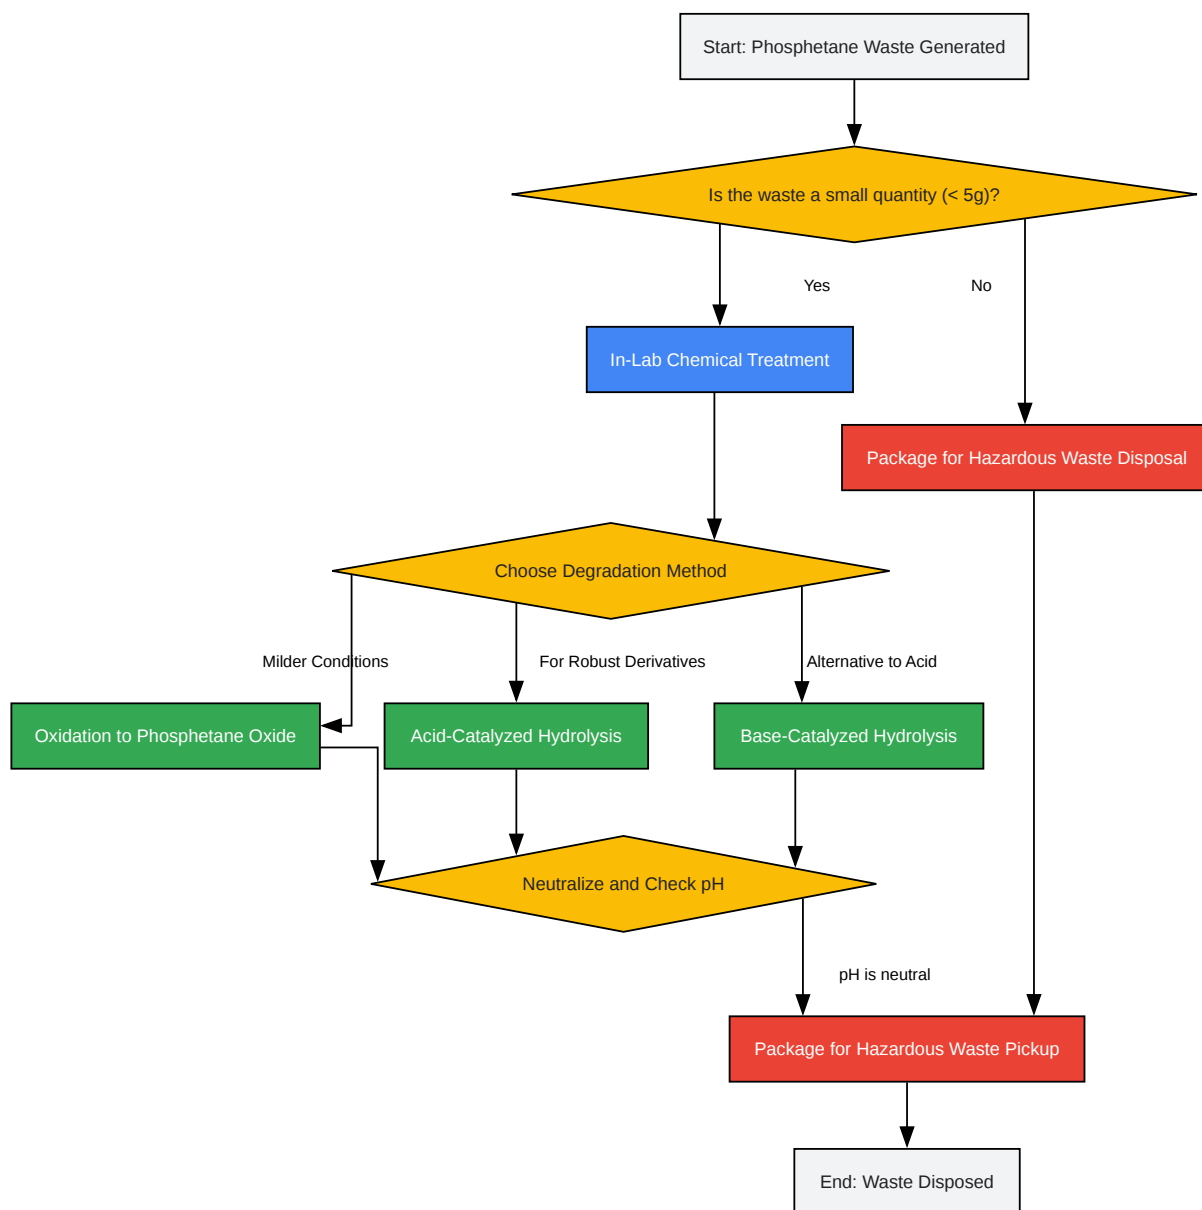 Start: Phosphetane Waste Generated
Is the waste a small quantity (< 5g)?
Yes
No
In-Lab Chemical Treatment
Package for Hazardous Waste Disposal
Choose Degradation Method
Milder Conditions
For Robust Derivatives
Alternative to Acid
Oxidation to Phosphetane Oxide
Acid-Catalyzed Hydrolysis
Base-Catalyzed Hydrolysis
Neutralize and Check pH
pH is neutral
Package for Hazardous Waste Pickup
End: Waste Disposed